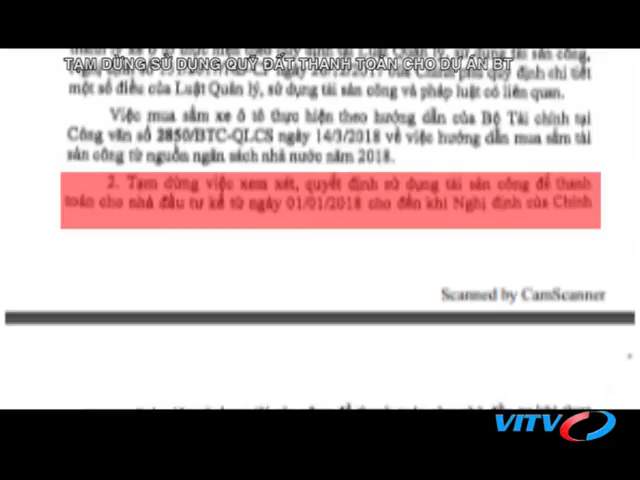 TẠM DỪNG SỬ DỤNG QUỸ ĐẤT THANH TOÁN CHO DỰ ÁN BT
một số điều của Luật Quản lý, sử dụng tài sản công và pháp luật có liên quan.
Việc mua sắm xe ô tô thực hiện theo hướng dẫn của Bộ Tài chính tại
Công văn số 2850/BTC-QLCS ngày 14/3/2018 về việc hướng dẫn mua sắm tài
sản công từ nguồn ngân sách nhà nước năm 2018.
2. Tạm dừng việc xem xét, quyết định sử dụng tài sản công để thanh
toán cho nhà đầu tư kể từ ngày 01/01/2018 cho đến khi Nghị định của Chính
Scanned by CamScanner
VITV